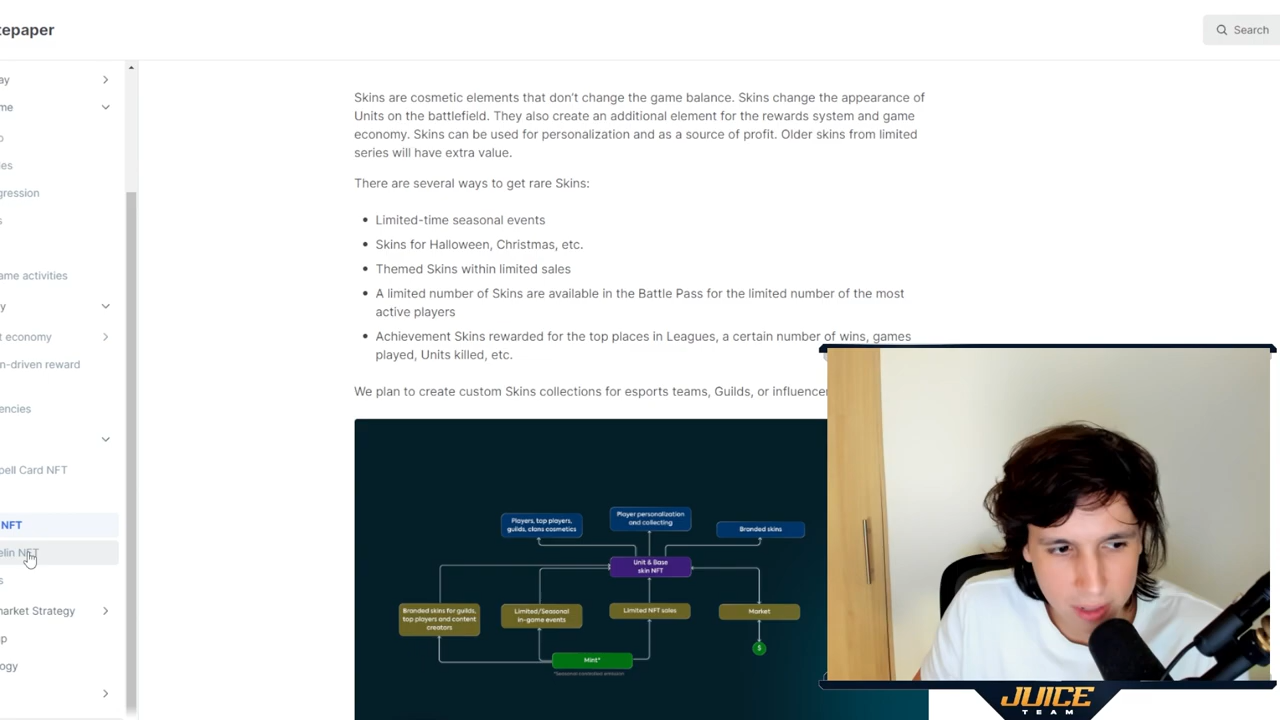 tepaper
Search
ay
me
ies
gression
s
ame activities
y
t economy
n-driven reward
encies
pell Card NFT
NFT
elin NFT
s
market Strategy
p
ogy
Skins are cosmetic elements that don't change the game balance. Skins change the appearance of
Units on the battlefield. They also create an additional element for the rewards system and game
economy. Skins can be used for personalization and as a source of profit. Older skins from limited
series will have extra value.
There are several ways to get rare Skins:
Limited-time seasonal events
Skins for Halloween, Christmas, etc.
Themed Skins within limited sales
A limited number of Skins are available in the Battle Pass for the limited number of the most
active players
Achievement Skins rewarded for the top places in Leagues, a certain number of wins, games
played, Units killed, etc.
We plan to create custom Skins collections for esports teams, Guilds, or influencer
Players, top players,
guilds, clans cosmetics
Player personalization
and collecting
Branded skins
Unit & Base
skin NFT
Branded skins for guilds,
top players and content
creators
Limited/Seasonal
in-game events
Limited NFT sales
Market
$
Mint*
JUICE
TEAM